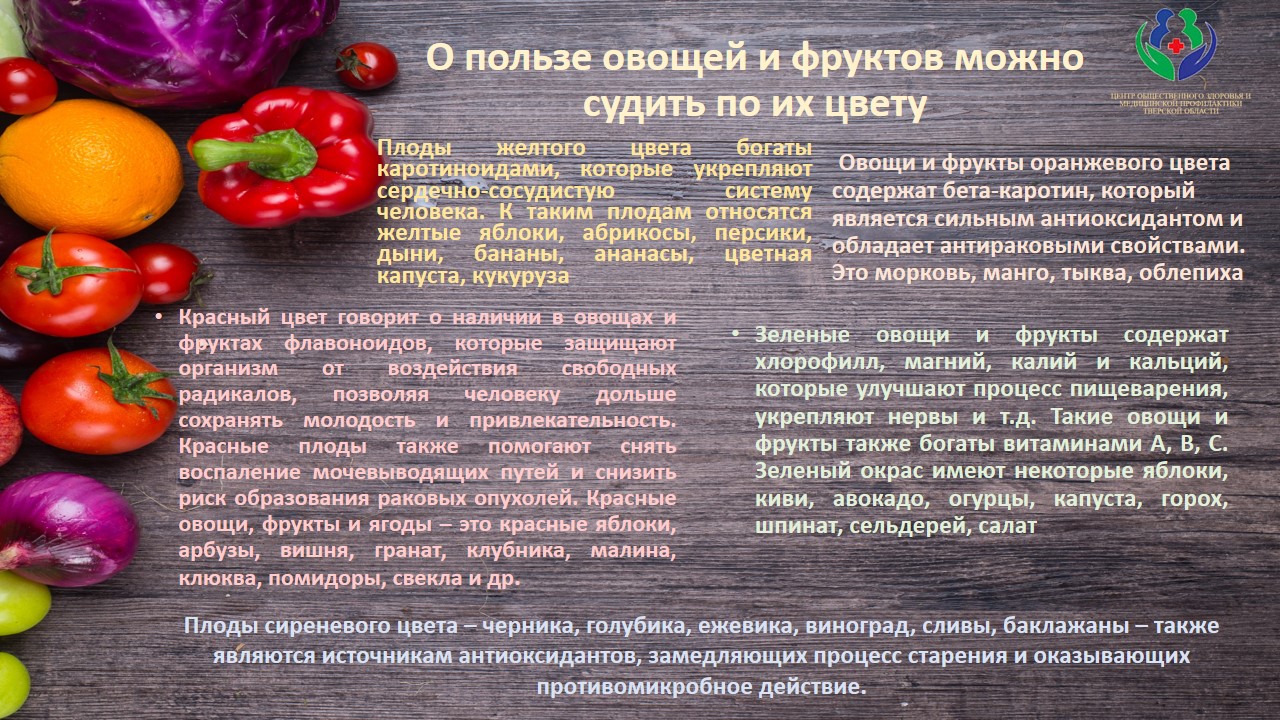 О пользе овощей и фруктов можно
судить по их цвету
ЦЕНТР ОБЩЕСТВЕННОГО ЗДОРОВЬЯ И
МЕДИЦИНСКОЙ ПРОФИЛАКТИКИ
ТВЕРСКОЙ ОБЛАСТИ
Плоды желтого цвета богаты
каротиноидами, которые укрепляют
сердечно-сосудистую систему
человека. К таким плодам относятся
желтые яблоки, абрикосы, персики,
дыни, бананы, ананасы, цветная
капуста, кукуруза
Овощи и фрукты оранжевого цвета
содержат бета-каротин, который
является сильным антиоксидантом и
обладает антираковыми свойствами.
Это морковь, манго, тыква, облепиха
• Красный цвет говорит о наличии в овощах и
фруктах флавоноидов, которые защищают
организм от воздействия свободных
радикалов, позволяя человеку дольше
сохранять молодость и привлекательность.
Красные плоды также помогают снять
воспаление мочевыводящих путей и снизить
риск образования раковых опухолей. Красные
овощи, фрукты и ягоды – это красные яблоки,
арбузы, вишня, гранат, клубника, малина,
клюква, помидоры, свекла и др.
• Зеленые овощи и фрукты содержат
хлорофилл, магний, калий и кальций,
которые улучшают процесс пищеварения,
укрепляют нервы и т.д. Такие овощи и
фрукты также богаты витаминами А, В, С.
Зеленый окрас имеют некоторые яблоки,
киви, авокадо, огурцы, капуста, горох,
шпинат, сельдерей, салат
Плоды сиреневого цвета – черника, голубика, ежевика, виноград, сливы, баклажаны – также
являются источникам антиоксидантов, замедляющих процесс старения и оказывающих
противомикробное действие.